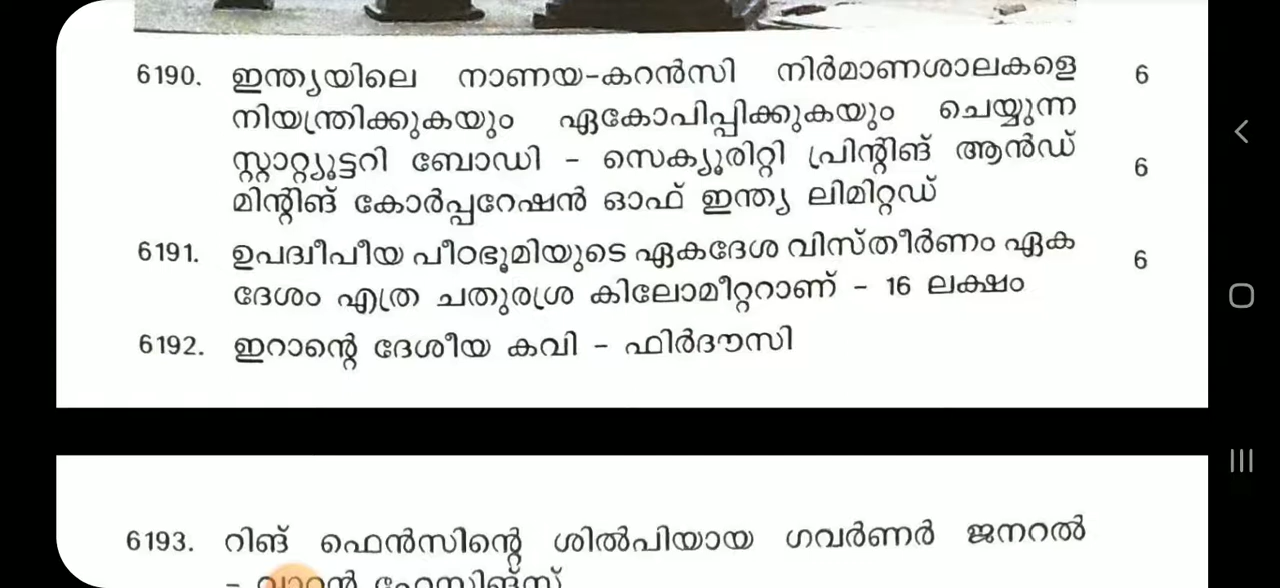 6190. ഇന്ത്യയിലെ നാണയ-കറൻസി നിർമാണശാലകളെ 6
നിയന്ത്രിക്കുകയും ഏകോപിപ്പിക്കുകയും ചെയ്യുന്ന
സ്റ്റാറ്റ്യൂട്ടറി ബോഡി - സെക്യൂരിറ്റി പ്രിന്റിങ് ആൻഡ് 6
മിന്റിങ് കോർപ്പറേഷൻ ഓഫ് ഇന്ത്യ ലിമിറ്റഡ്
6191. ഉപദ്വീപീയ പീഠഭൂമിയുടെ ഏകദേശ വിസ്തീർണം ഏക 6
ദേശം എത്ര ചതുരശ്ര കിലോമീറ്ററാണ് - 16 ലക്ഷം
6192. ഇറാന്റെ ദേശീയ കവി - ഫിർദൗസി
6193. റിങ് ഫെൻസിന്റെ ശിൽപിയായ ഗവർണർ ജനറൽ
- വാറൻ ഹേസ്റ്റിങ്സ്